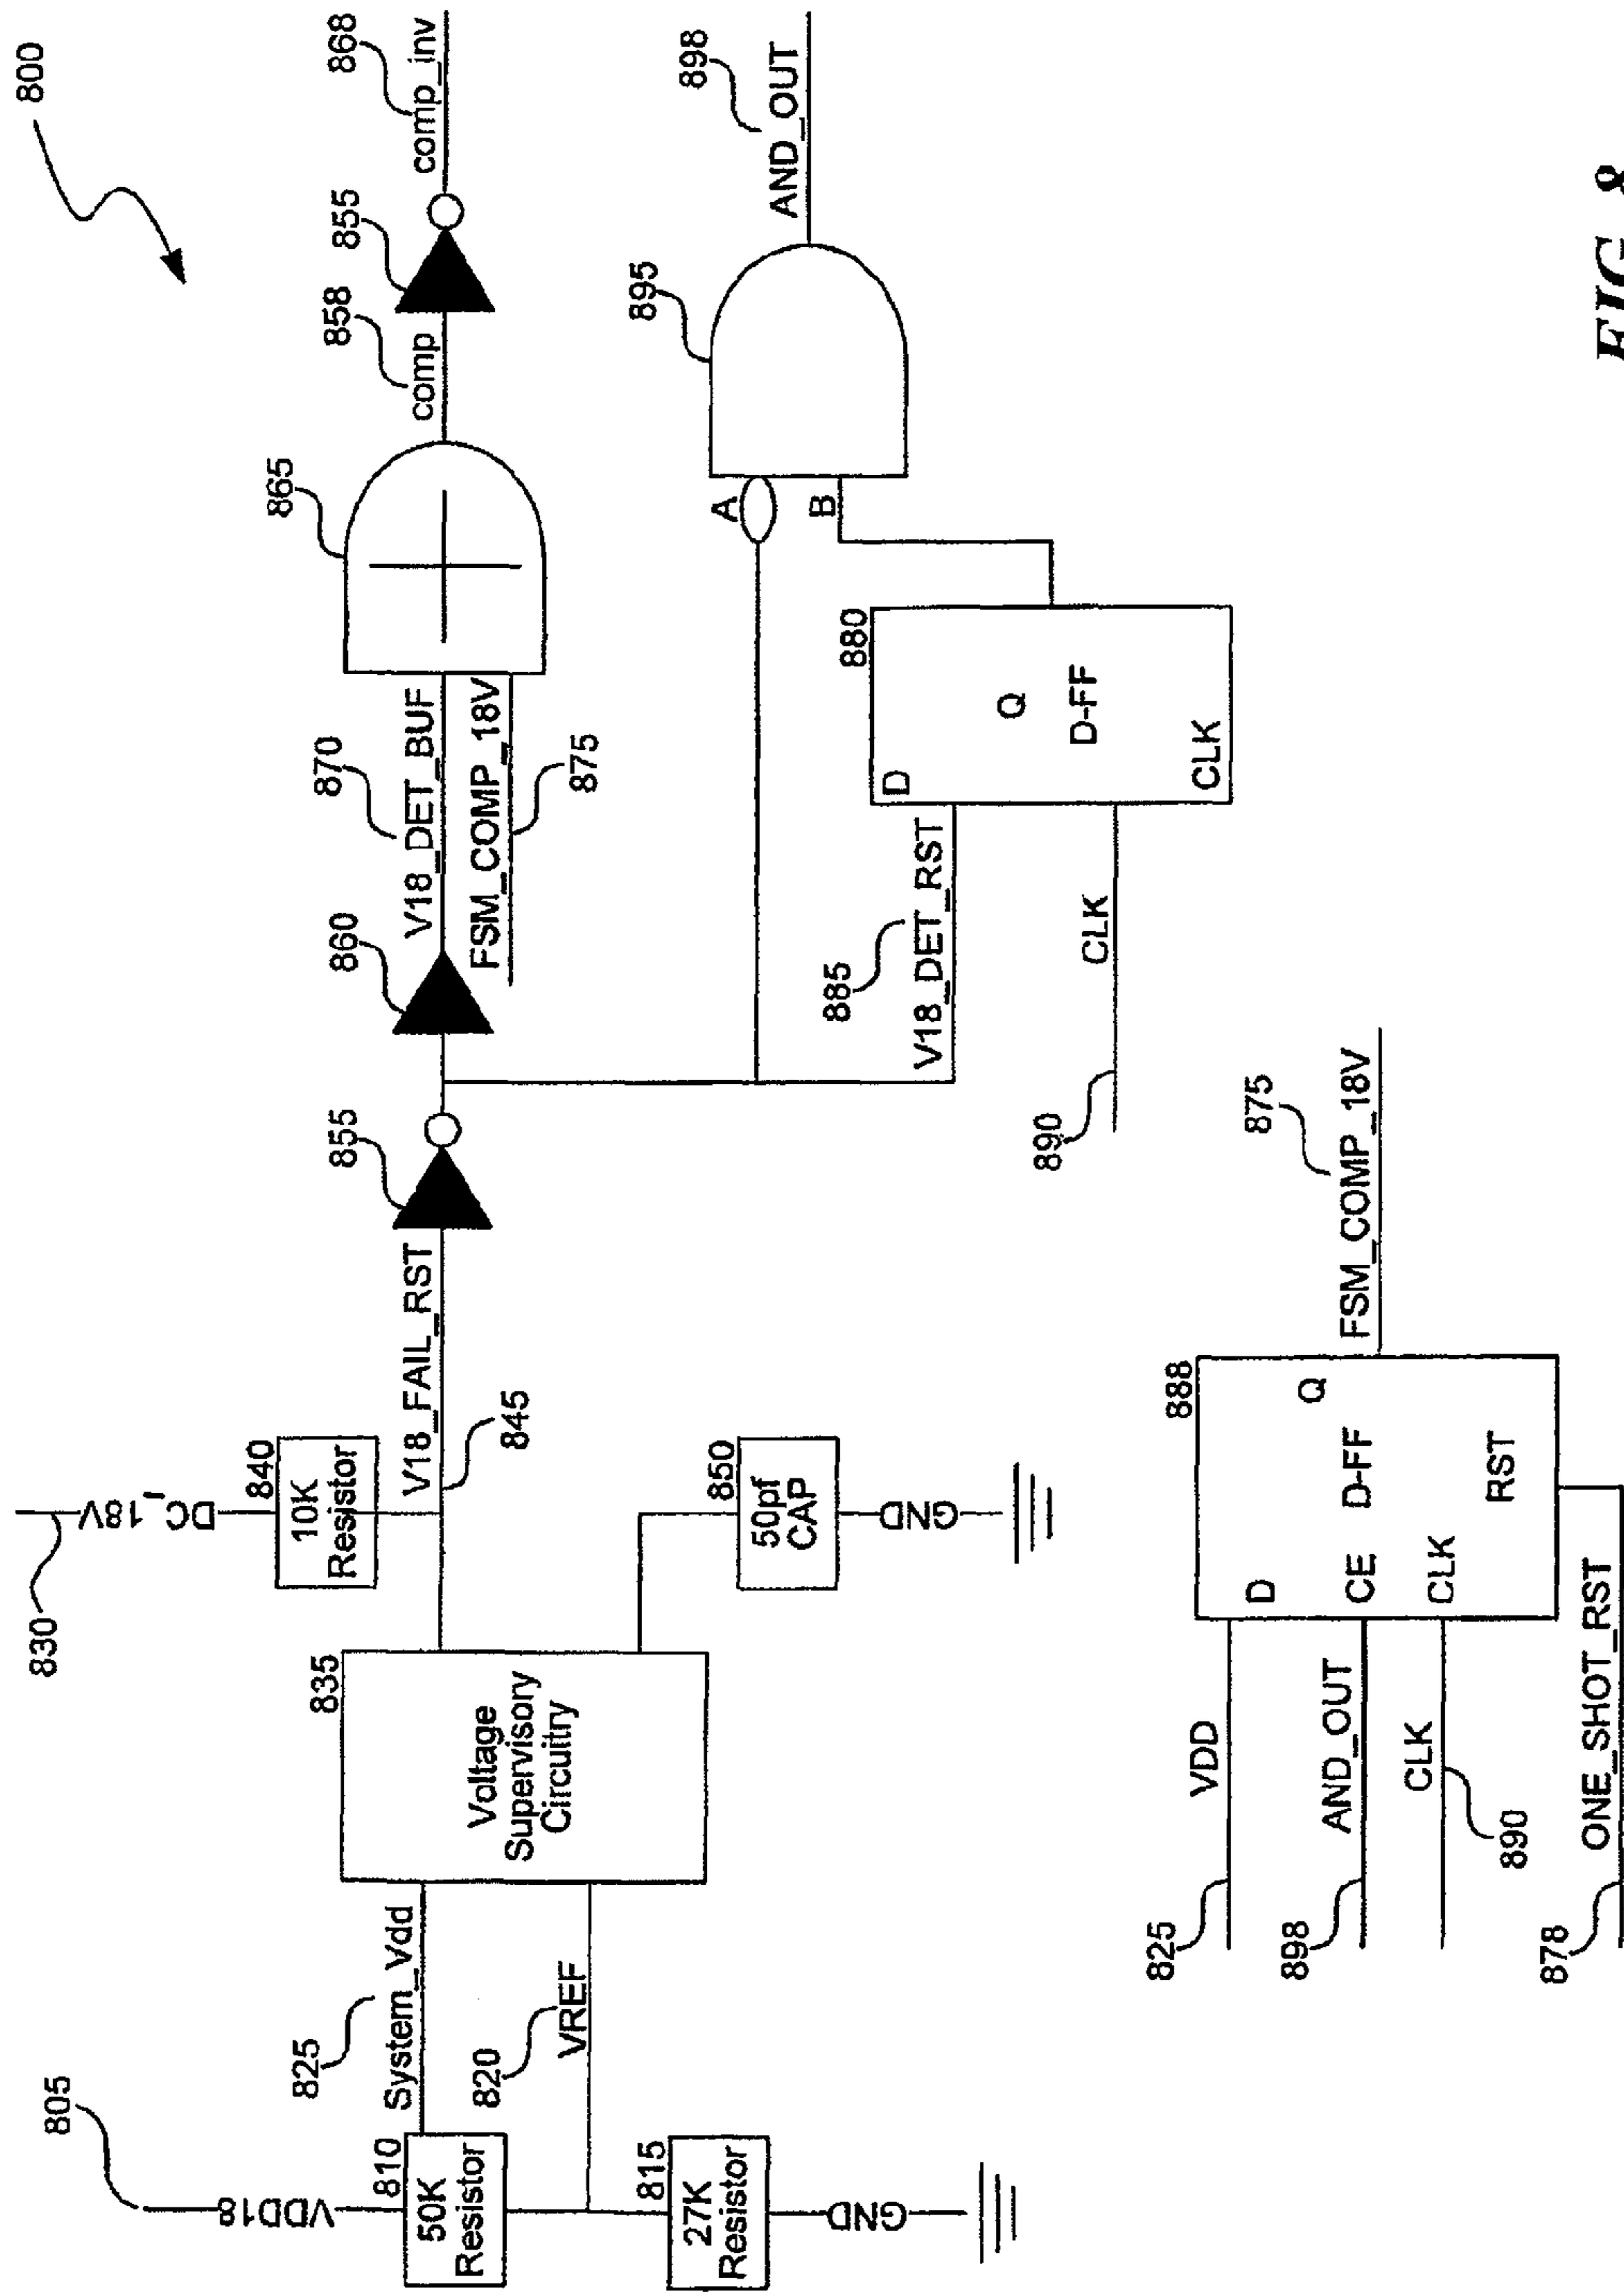 800
805
VDD18
810
50K
Resistor
815
27K
Resistor
GND
825
System_Vdd
820
VREF
835
Voltage
Supervisory
Circuitry
830
DC_18V
840
10K
Resistor
V18_FAIL_RST
845
850
50pf
CAP
GND
855
860
870
V18_DET_BUF
FSM_COMP_18V
875
865
858
comp
855
868
comp_inv
885
V18_DET_RST
890
CLK
880
D
Q
D-FF
CLK
A
B
895
898
AND_OUT
825
VDD
898
AND_OUT
CLK
890
878
ONE_SHOT_RST
888
D
Q
CE D-FF
CLK
RST
875
FSM_COMP_18V
FIG. 8